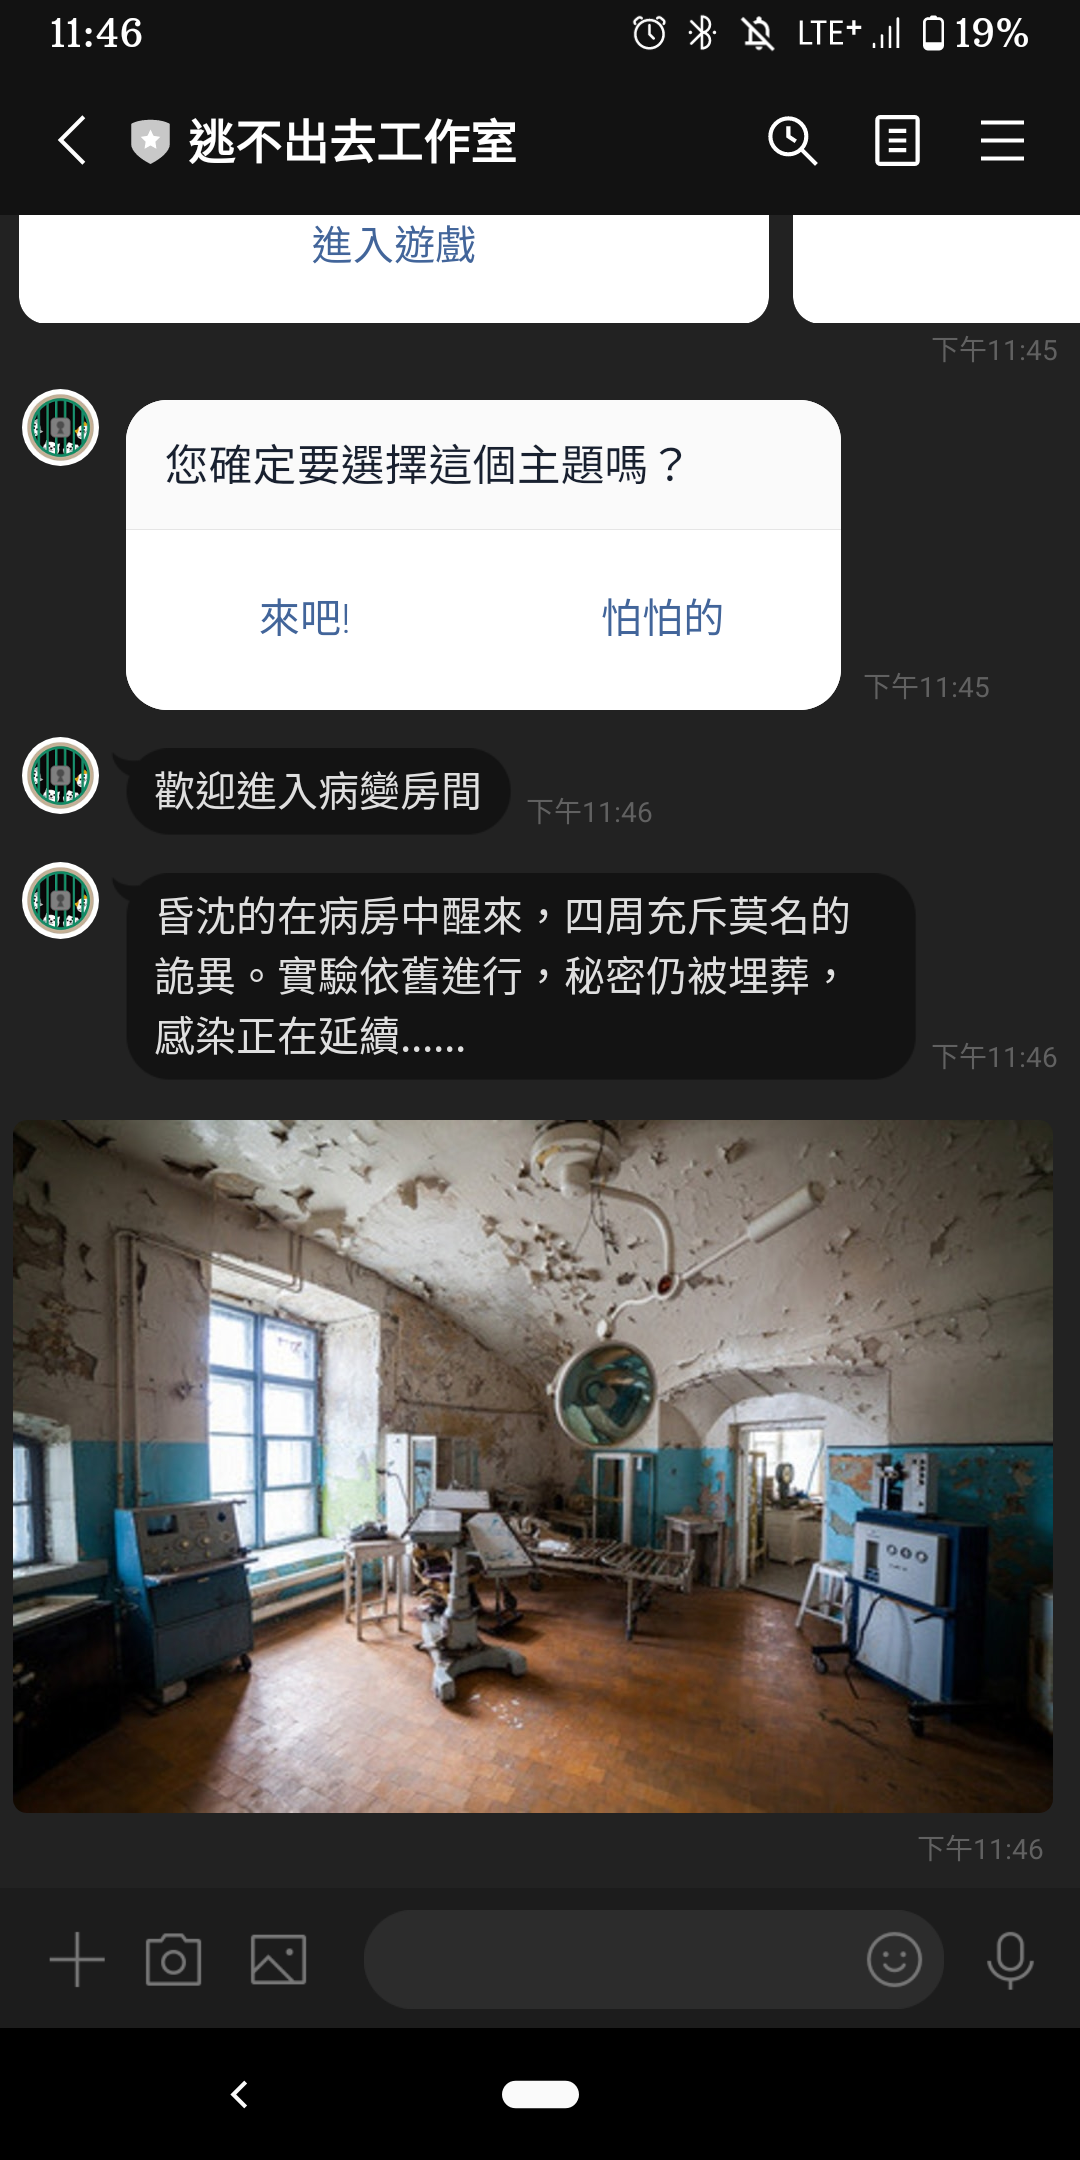 11:46
LTE+
19%
逃不出去工作室
進入遊戲
下午11:45
您確定要選擇這個主題嗎？
來吧!
怕怕的
下午11:45
歡迎進入病變房間
下午11:46
昏沈的在病房中醒來，四周充斥莫名的
詭異。實驗依舊進行，秘密仍被埋葬，
感染正在延續......
下午11:46
下午11:46